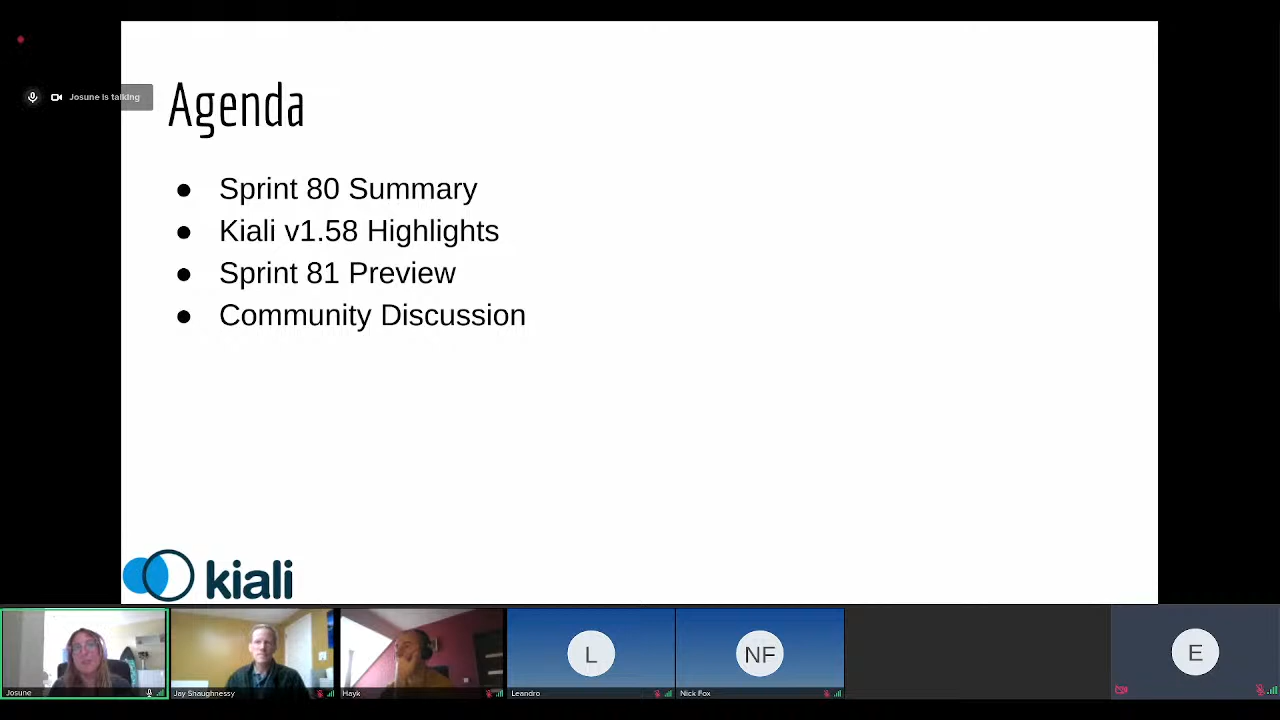 Josune is talking
Agenda
● Sprint 80 Summary
● Kiali v1.58 Highlights
● Sprint 81 Preview
● Community Discussion
kiali
L
NF
E
Josune
Jay Shaughnessy
Hayk
Leandro
Nick Fox